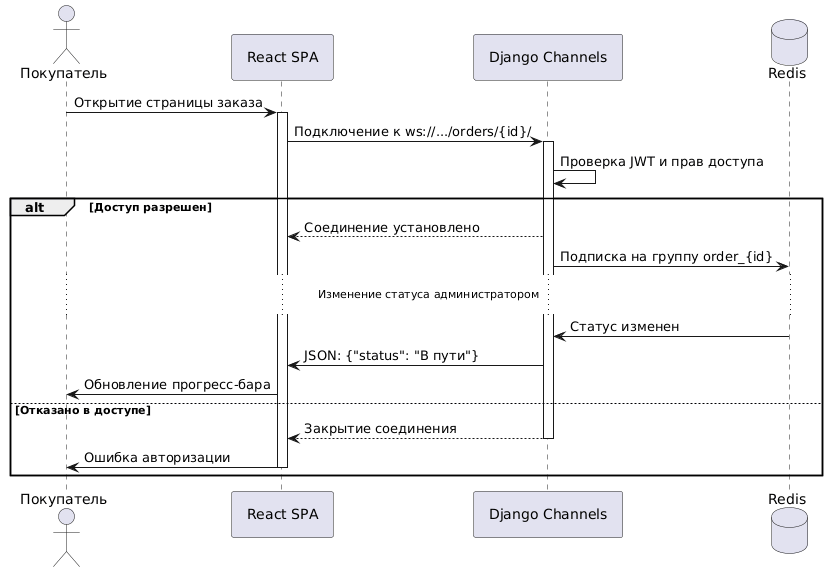 Покупатель
React SPA
Django Channels
Redis
Открытие страницы заказа
Подключение к ws://.../orders/{id}/
Проверка JWT и прав доступа
alt
[Доступ разрешен]
Соединение установлено
Подписка на группу order_{id}
Изменение статуса администратором
Статус изменен
JSON: {"status": "В пути"}
Обновление прогресс-бара
[Отказано в доступе]
Закрытие соединения
Ошибка авторизации
Покупатель
React SPA
Django Channels
Redis